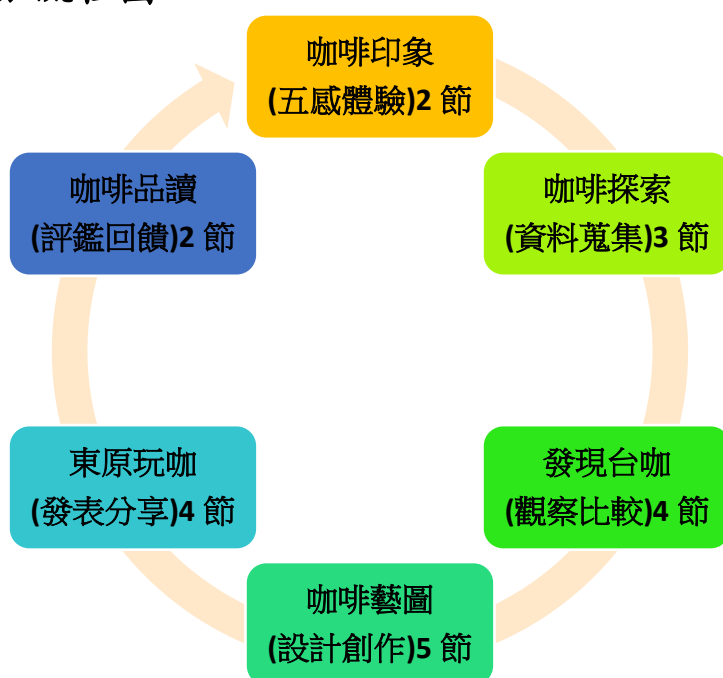 咖啡印象
(五感體驗)2 節
咖啡探索
(資料蒐集)3 節
發現台咖
(觀察比較)4 節
咖啡藝圖
(設計創作)5 節
東原玩咖
(發表分享)4 節
咖啡品讀
(評鑑回饋)2 節